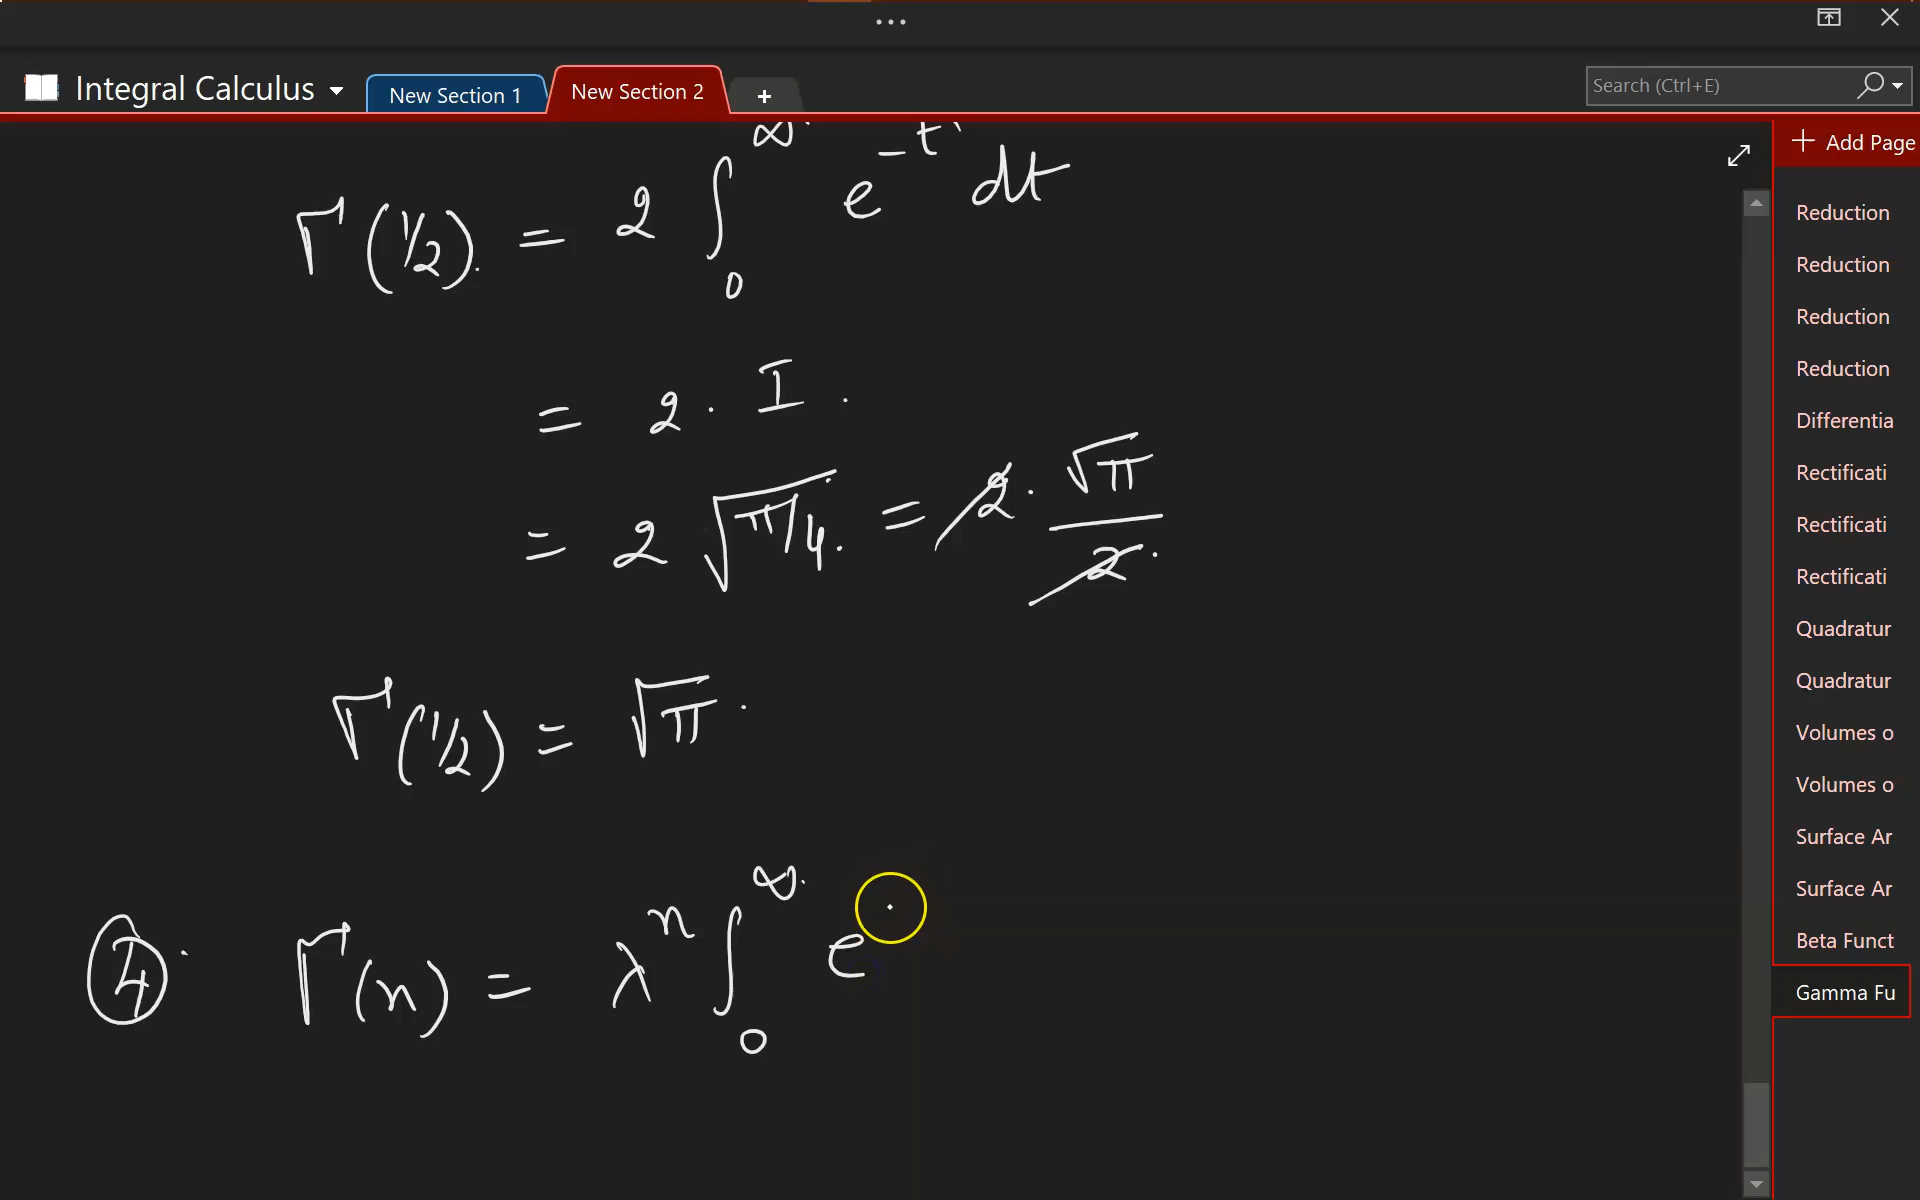 ...
Integral Calculus
New Section 1
New Section 2
+
Search (Ctrl+E)
+ Add Page
Reduction
Reduction
Reduction
Reduction
Differentia
Rectificati
Rectificati
Rectificati
Quadratur
Quadratur
Volumes o
Volumes o
Surface Ar
Surface Ar
Beta Funct
Gamma Fu
Γ(1/2) = 2 ∫₀^∞ e^-t dt
= 2 . I .
= 2 √π/4 = 2 . √π/2 .
Γ(1/2) = √π .
④ . Γ(n) = λ^n ∫₀^∞ e